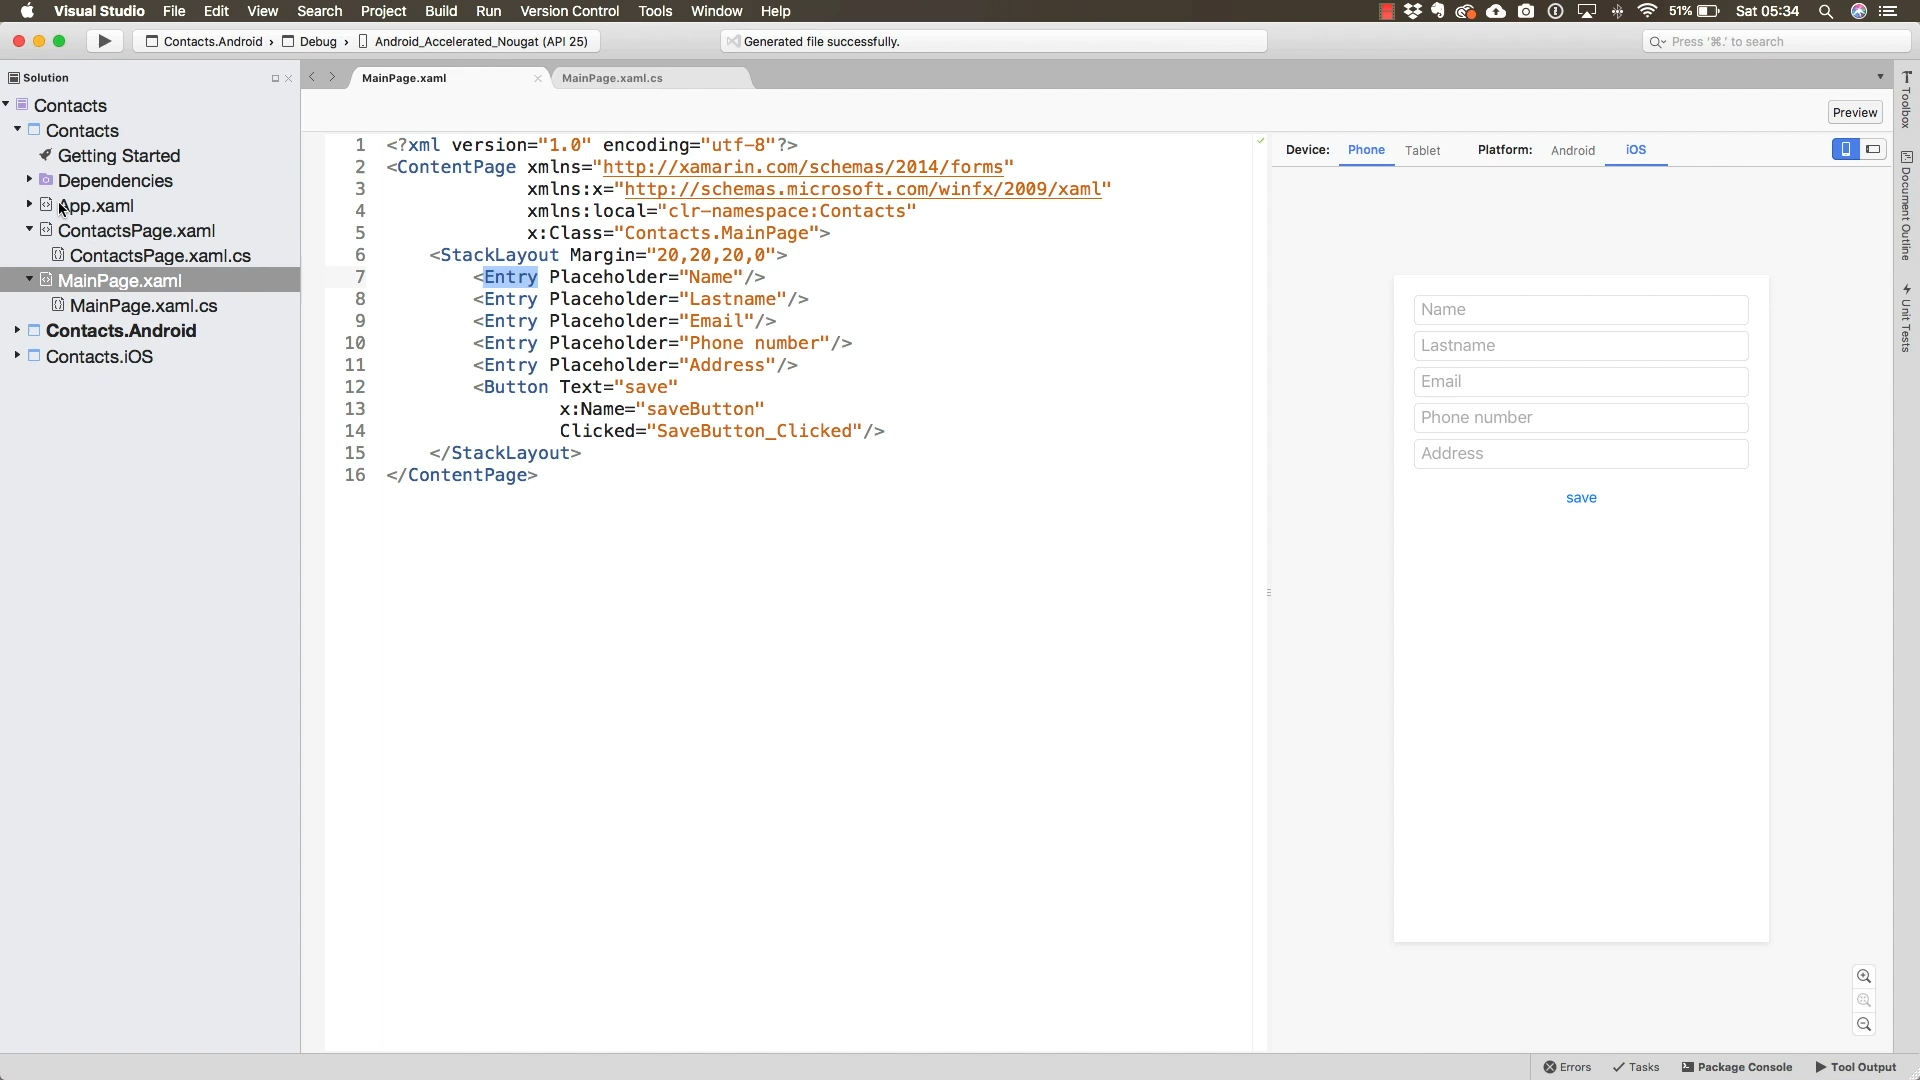 Visual Studio File Edit View Search Project Build Run Version Control Tools Window Help 51% Sat 05:34
Contacts.Android › Debug › Android_Accelerated_Nougat (API 25) Generated file successfully. Press '⌘.' to search
Solution MainPage.xaml MainPage.xaml.cs
Contacts
Contacts
Getting Started
Dependencies
App.xaml
ContactsPage.xaml
ContactsPage.xaml.cs
MainPage.xaml
MainPage.xaml.cs
Contacts.Android
Contacts.iOS
1 <?xml version="1.0" encoding="utf-8"?>
2 <ContentPage xmlns="http://xamarin.com/schemas/2014/forms"
3 xmlns:x="http://schemas.microsoft.com/winfx/2009/xaml"
4 xmlns:local="clr-namespace:Contacts"
5 x:Class="Contacts.MainPage">
6 <StackLayout Margin="20,20,20,0">
7 <Entry Placeholder="Name"/>
8 <Entry Placeholder="Lastname"/>
9 <Entry Placeholder="Email"/>
10 <Entry Placeholder="Phone number"/>
11 <Entry Placeholder="Address"/>
12 <Button Text="save"
13 x:Name="saveButton"
14 Clicked="SaveButton_Clicked"/>
15 </StackLayout>
16 </ContentPage>
Preview
Device: Phone Tablet Platform: Android iOS
Name
Lastname
Email
Phone number
Address
save
Toolbox
Document Outline
Unit Tests
Errors Tasks Package Console Tool Output